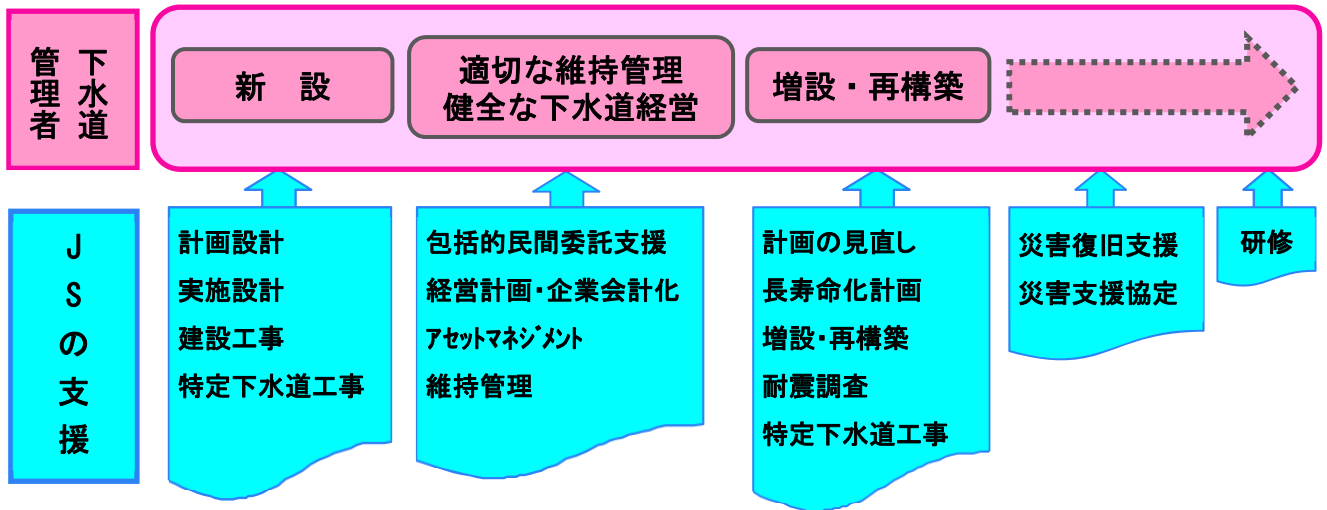 下水道
管理者
新　設
適切な維持管理
健全な下水道経営
増設・再構築
JSの支援
計画設計
実施設計
建設工事
特定下水道工事
包括的民間委託支援
経営計画・企業会計化
ｱｾｯﾄﾏﾈｼﾞﾒﾝﾄ
維持管理
計画の見直し
長寿命化計画
増設・再構築
耐震調査
特定下水道工事
災害復旧支援
災害支援協定
研修